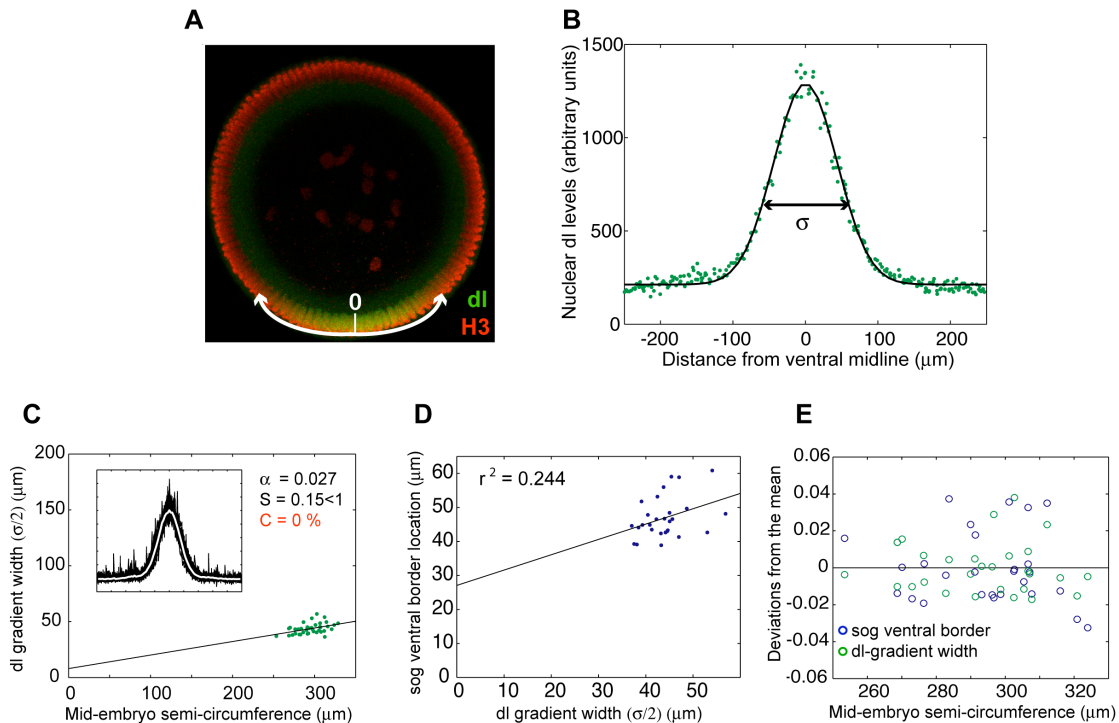 A
0
dl
H3
B
Nuclear dl levels (arbitrary units)
1500
1000
500
0
σ
-200
-100
0
100
200
Distance from ventral midline (μm)
C
dl gradient width (σ/2) (μm)
200
150
100
50
0
α = 0.027
S = 0.15<1
C = 0 %
0
100
200
300
Mid-embryo semi-circumference (μm)
D
sog ventral border location (μm)
60
50
40
30
20
10
0
r² = 0.244
0
10
20
30
40
50
60
dl gradient width (σ/2) (μm)
E
Deviations from the mean
0.06
0.04
0.02
0
-0.02
-0.04
-0.06
sog ventral border
dl-gradient width
260
280
300
320
Mid-embryo semi-circumference (μm)